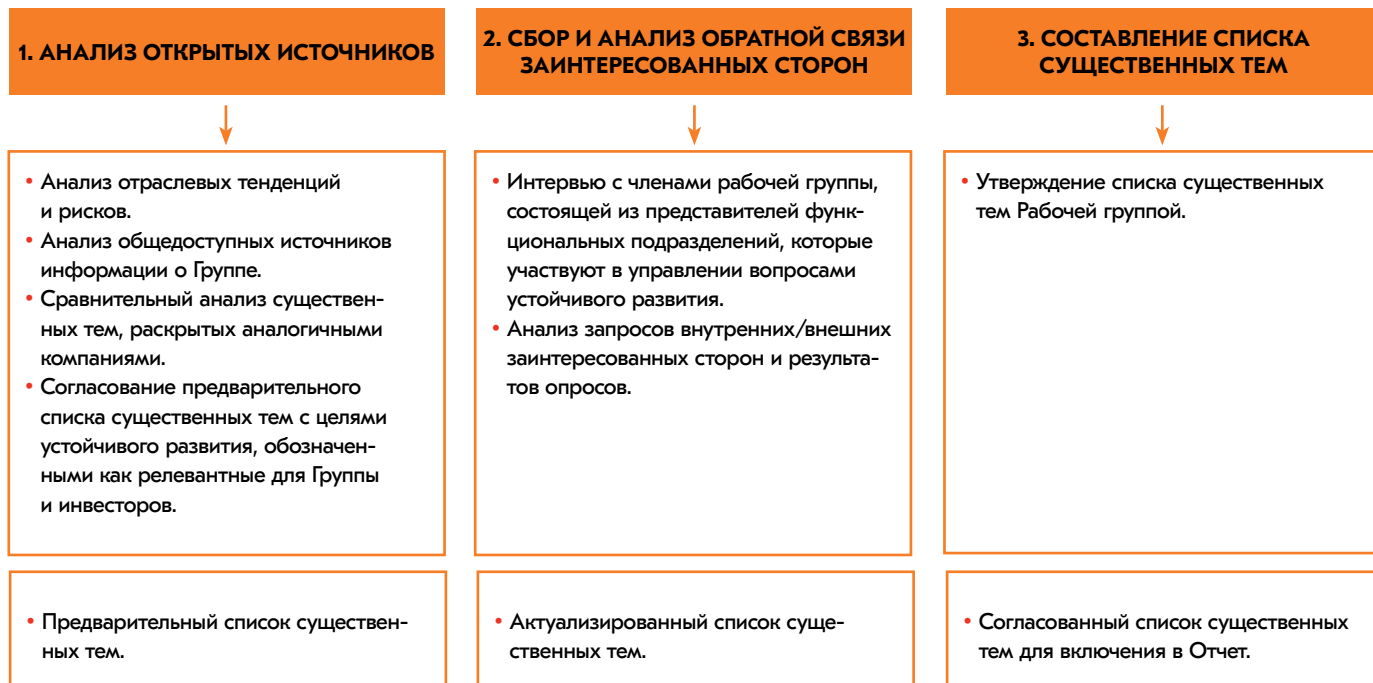 1. АНАЛИЗ ОТКРЫТЫХ ИСТОЧНИКОВ
• Анализ отраслевых тенденций
и рисков.
• Анализ общедоступных источников
информации о Группе.
• Сравнительный анализ существен-
ных тем, раскрытых аналогичными
компаниями.
• Согласование предварительного
списка существенных тем с целями
устойчивого развития, обозначен-
ными как релевантные для Группы
и инвесторов.
• Предварительный список существен-
ных тем.
2. СБОР И АНАЛИЗ ОБРАТНОЙ СВЯЗИ
ЗАИНТЕРЕСОВАННЫХ СТОРОН
• Интервью с членами рабочей группы,
состоящей из представителей функ-
циональных подразделений, которые
участвуют в управлении вопросами
устойчивого развития.
• Анализ запросов внутренних/внешних
заинтересованных сторон и результа-
тов опросов.
• Актуализированный список суще-
ственных тем.
3. СОСТАВЛЕНИЕ СПИСКА
СУЩЕСТВЕННЫХ ТЕМ
• Утверждение списка существенных
тем Рабочей группой.
• Согласованный список существенных
тем для включения в Отчет.